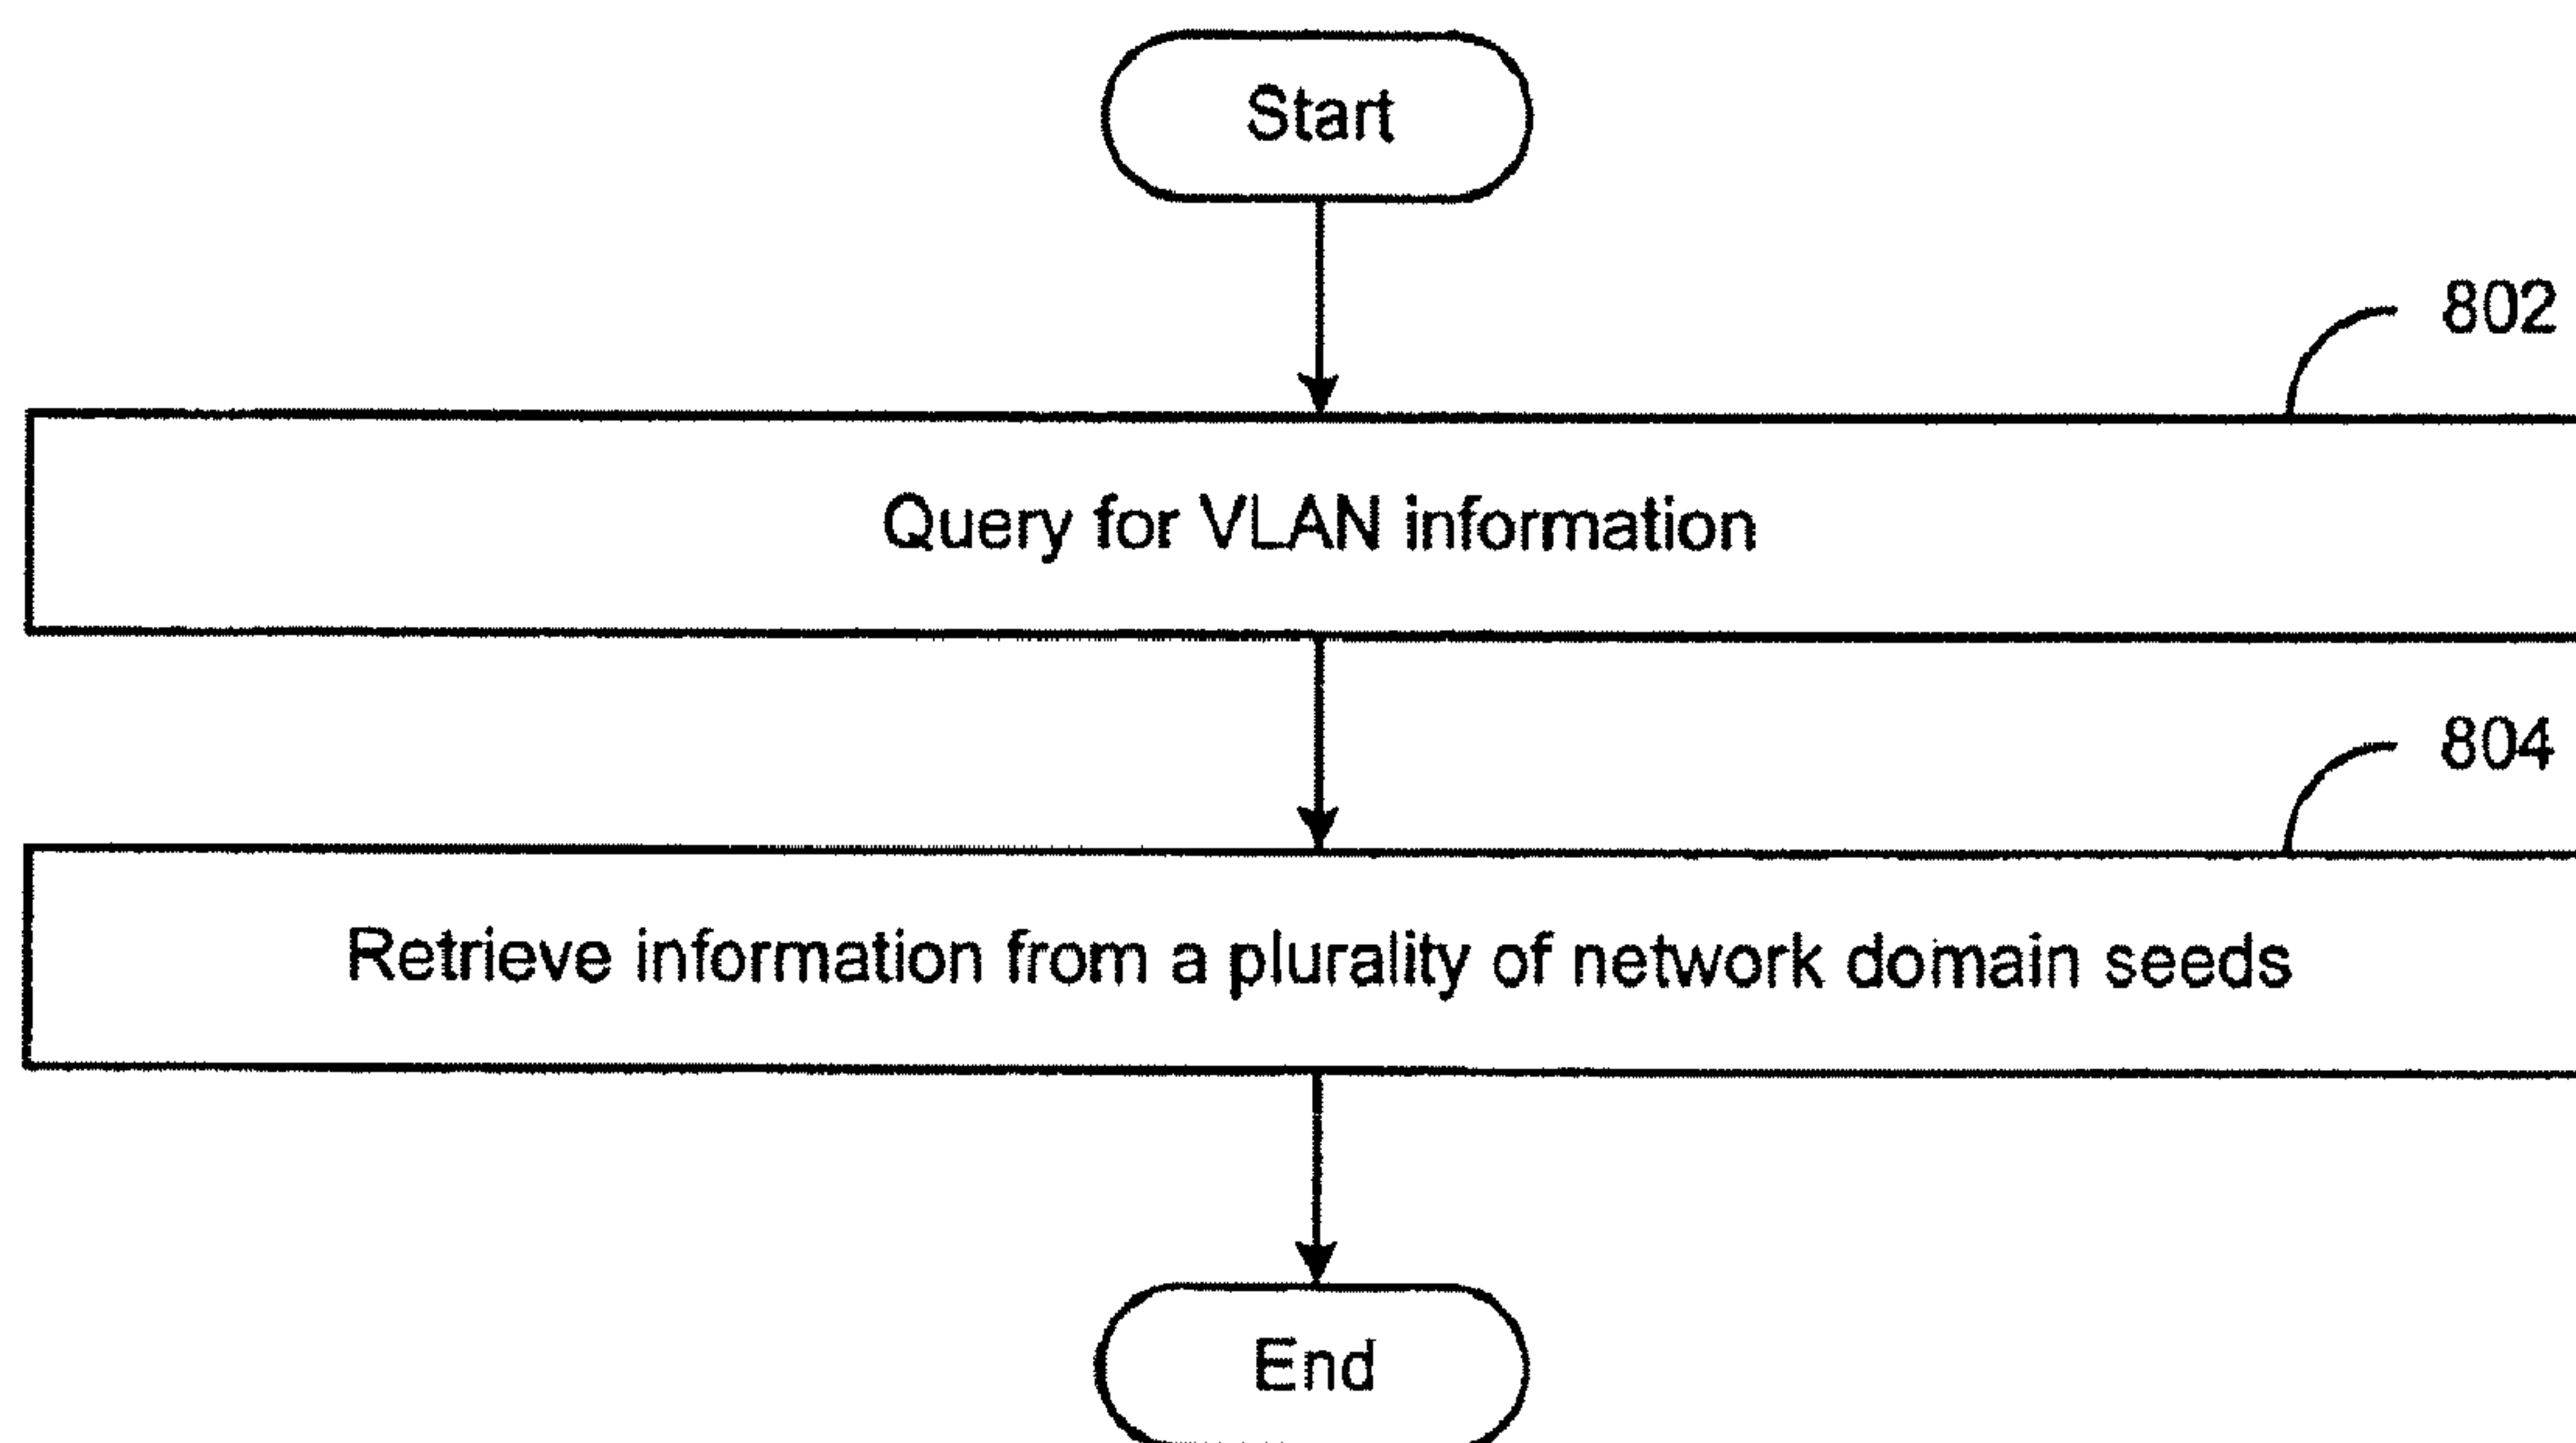 Start
802
Query for VLAN information
804
Retrieve information from a plurality of network domain seeds
End